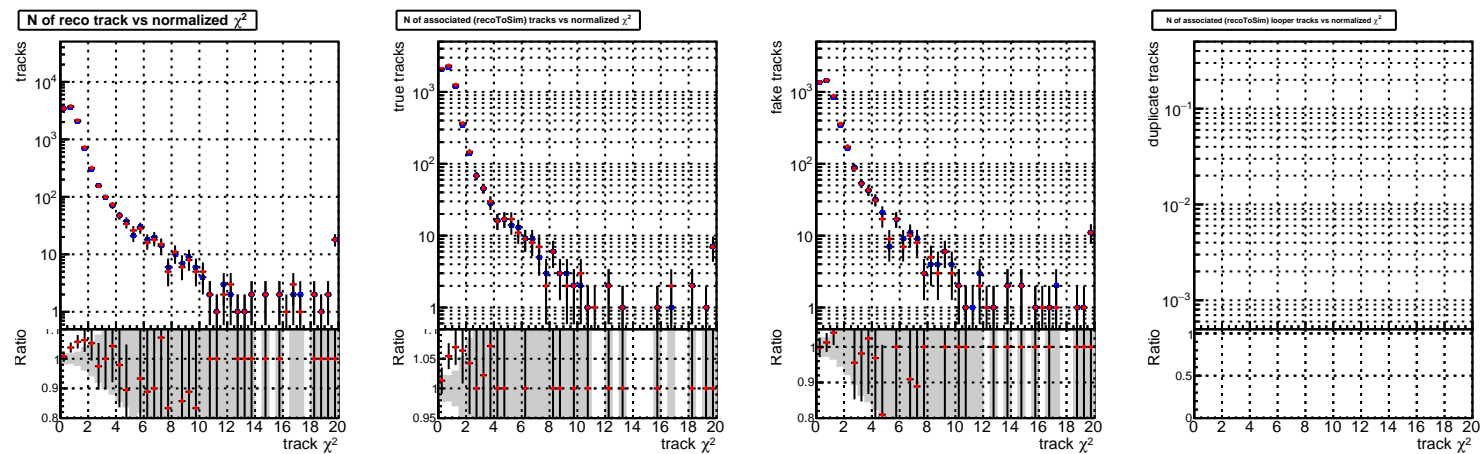 N of reco track vs normalized χ²
tracks
10⁴
10³
10²
10
1
Ratio
1.1
1
0.9
0.8
0 2 4 6 8 10 12 14 16 18 20
track χ²
N of associated (recoToSim) tracks vs normalized χ²
true tracks
10³
10²
10
1
Ratio
1.1
1.05
1
0.95
0 2 4 6 8 10 12 14 16 18 20
track χ²
fake tracks
10³
10²
10
1
Ratio
1
0.9
0.8
0 2 4 6 8 10 12 14 16 18 20
track χ²
N of associated (recoToSim) looper tracks vs normalized χ²
duplicate tracks
10⁻¹
10⁻²
10⁻³
Ratio
1
0.5
0
0 2 4 6 8 10 12 14 16 18 20
track χ²